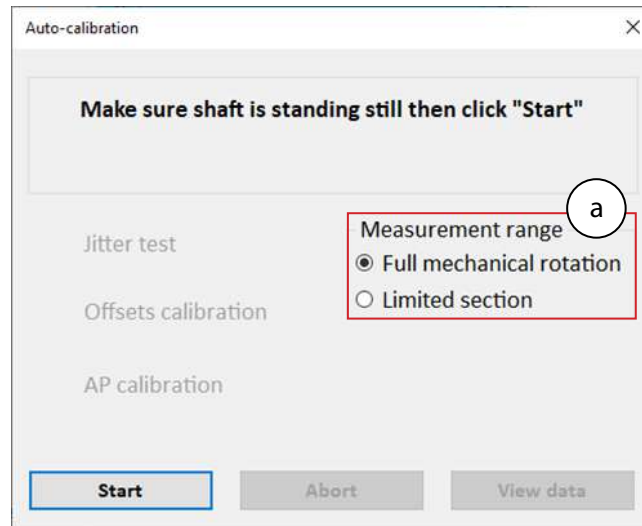 Auto-calibration
Make sure shaft is standing still then click "Start"
a
Measurement range
Full mechanical rotation
Limited section
Jitter test
Offsets calibration
AP calibration
Start
Abort
View data